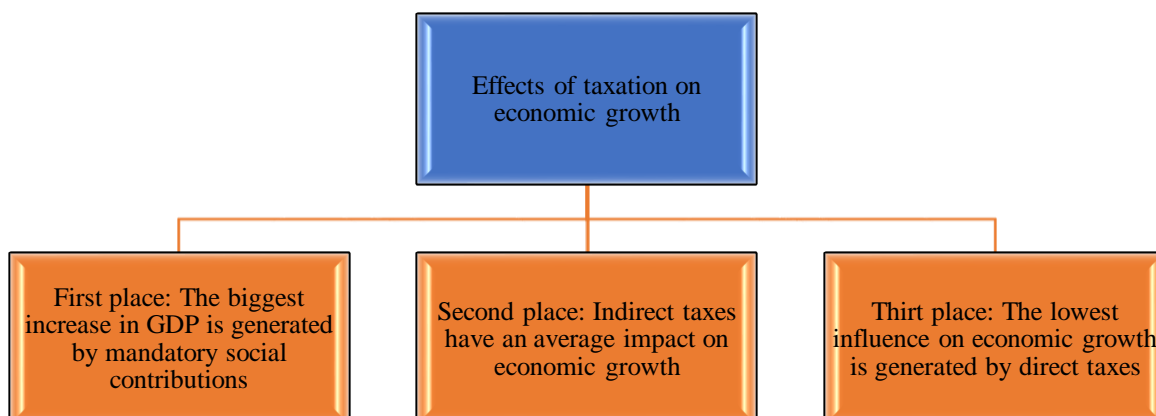 Effects of taxation on
economic growth
First place: The biggest
increase in GDP is generated
by mandatory social
contributions
Second place: Indirect taxes
have an average impact on
economic growth
Thirt place: The lowest
influence on economic growth
is generated by direct taxes